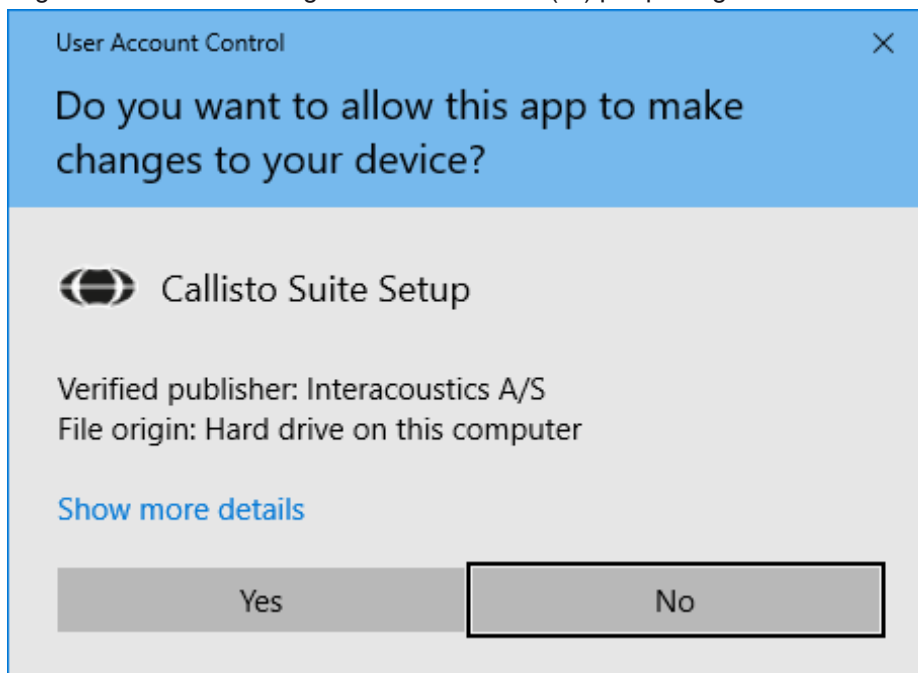 User Account Control
Do you want to allow this app to make
changes to your device?
Callisto Suite Setup
Verified publisher: Interacoustics A/S
File origin: Hard drive on this computer
Show more details
Yes No